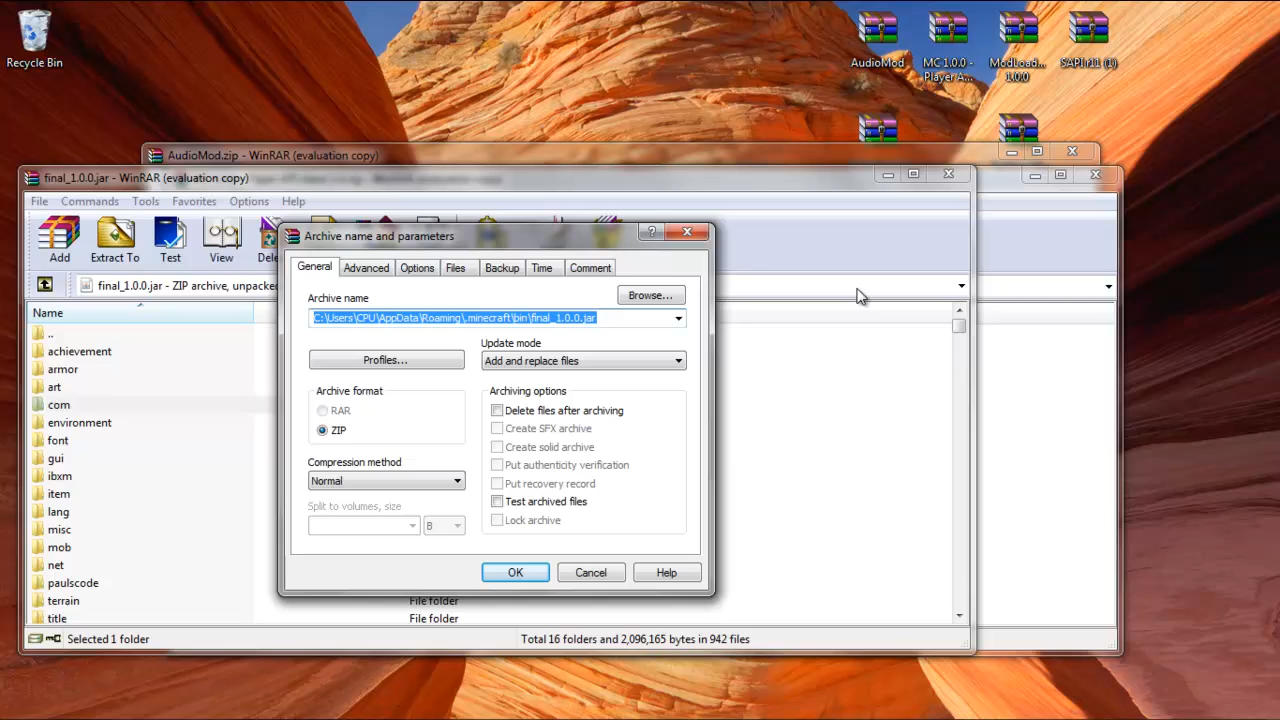 Recycle Bin
AudioMod
MC 1.0.0 - Player A...
ModLoad... 1.0.0
SAPI r11 (1)
AudioMod.zip - WinRAR (evaluation copy)
final_1.0.0.jar - WinRAR (evaluation copy)
File Commands Tools Favorites Options Help
Add Extract To Test View Dele
final_1.0.0.jar - ZIP archive, unpacked
Name
..
achievement
armor
art
com
environment
font
gui
ibxm
item
lang
misc
mob
net
paulscode
terrain File folder
title File folder
Selected 1 folder Total 16 folders and 2,096,165 bytes in 942 files
Archive name and parameters
General Advanced Options Files Backup Time Comment
Archive name Browse...
C:\Users\CPU\AppData\Roaming\.minecraft\bin\final_1.0.0.jar
Update mode
Profiles... Add and replace files
Archive format
RAR
ZIP
Compression method
Normal
Split to volumes, size
B
Archiving options
Delete files after archiving
Create SFX archive
Create solid archive
Put authenticity verification
Put recovery record
Test archived files
Lock archive
OK Cancel Help